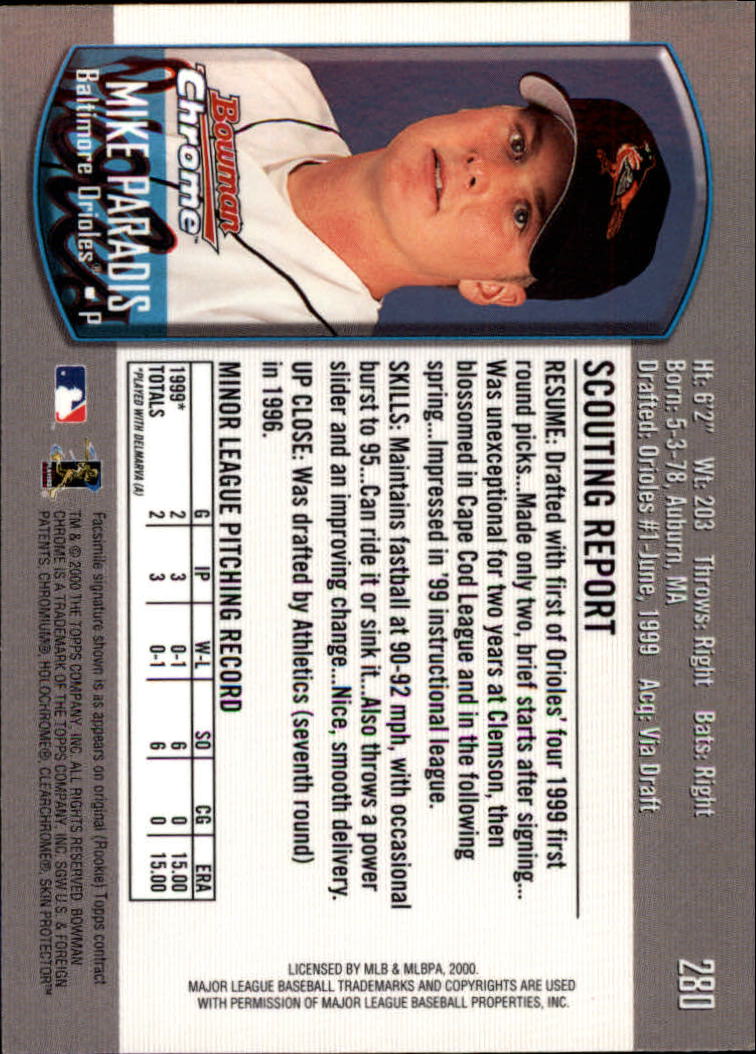 280
Ht: 6'2" Wt: 203 Throws: Right Bats: Right
Born: 5-3-78, Auburn, MA
Drafted: Orioles #1-June, 1999 Acq: Via Draft
SCOUTING REPORT
RESUME: Drafted with first of Orioles' four 1999 first
round picks...Made only two, brief starts after signing...
Was unexceptional for two years at Clemson, then
blossomed in Cape Cod League and in the following
spring...Impressed in '99 instructional league.
SKILLS: Maintains fastball at 90-92 mph, with occasional
burst to 95...Can ride it or sink it...Also throws a power
slider and an improving change...Nice, smooth delivery.
UP CLOSE: Was drafted by Athletics (seventh round)
in 1996.
MINOR LEAGUE PITCHING RECORD
G IP W-L SO CG ERA
1999* 2 3 0-1 6 0 15.00
TOTALS 2 3 0-1 6 0 15.00
*PLAYED WITH DELMARVA (A)
Bowman
Chrome™
MIKE PARADIS
Baltimore Orioles® P
Facsimile signature shown is as appears on original (Rookie) Topps contract
TM & © 2000 THE TOPPS COMPANY, INC. ALL RIGHTS RESERVED. BOWMAN
CHROME IS A TRADEMARK OF THE TOPPS COMPANY, INC. SGW U.S. & FOREIGN
PATENTS. CHROMIUM®, HOLOCHROME®, CLEARCHROME®, SKIN PROTECTOR™
LICENSED BY MLB & MLBPA, 2000.
MAJOR LEAGUE BASEBALL TRADEMARKS AND COPYRIGHTS ARE USED
WITH PERMISSION OF MAJOR LEAGUE BASEBALL PROPERTIES, INC.